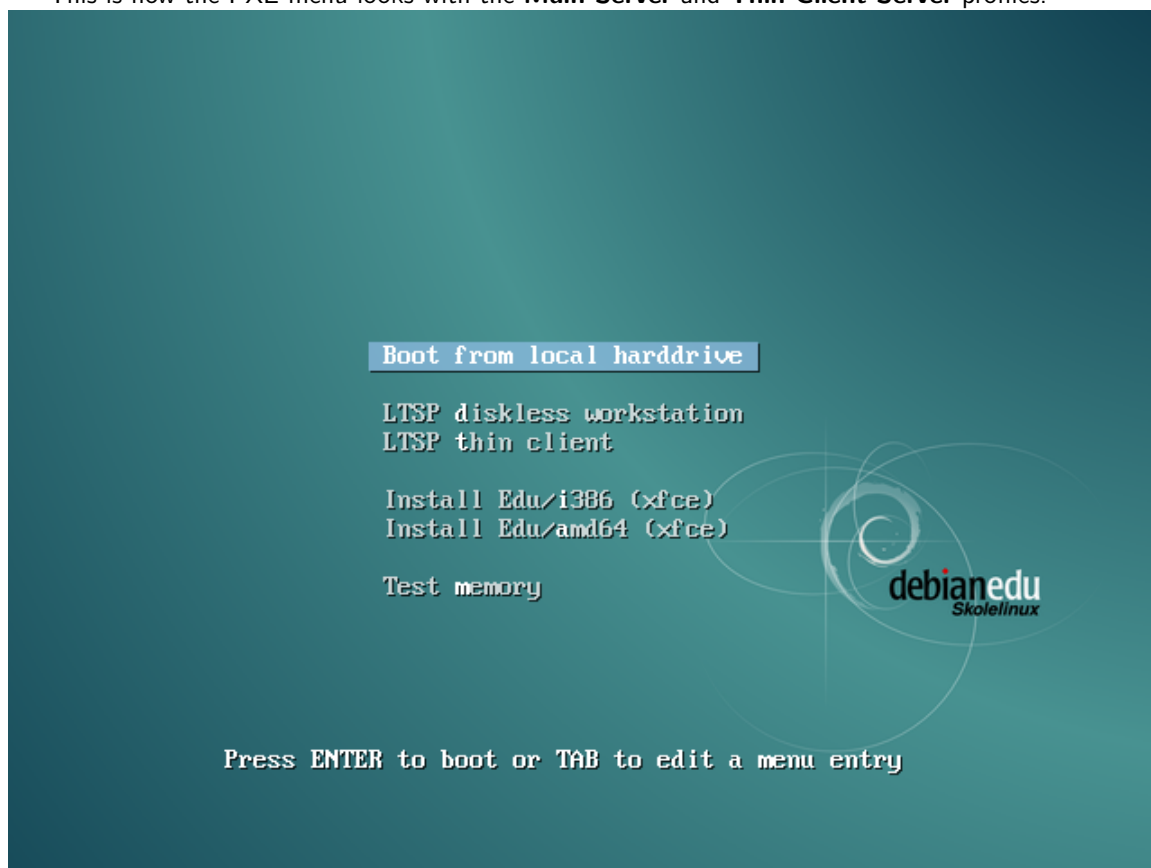 This is how the PXE menu looks with the Main Server and Thin Client Server profiles:
Boot from local harddrive
LTSP diskless workstation
LTSP thin client
Install Edu/i386 (xfce)
Install Edu/amd64 (xfce)
Test memory
debianedu
Skolelinux
Press ENTER to boot or TAB to edit a menu entry